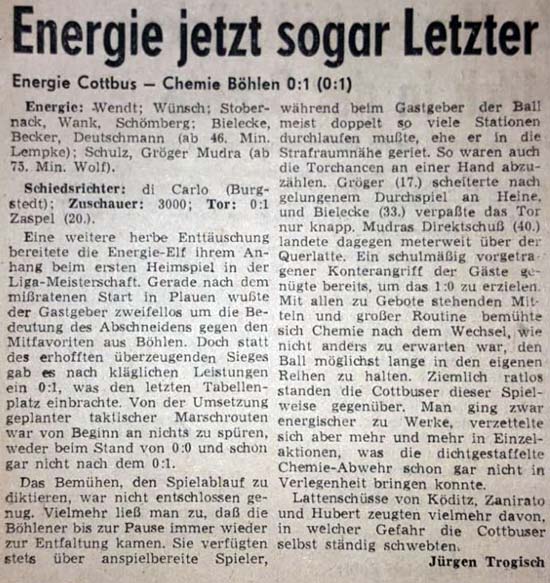 Energie jetzt sogar Letzter
Energie Cottbus — Chemie Böhlen 0:1 (0:1)
Energie: Wendt; Wünsch; Stober-
nack, Wank, Schömberg; Bielecke,
Becker, Deutschmann (ab 46. Min.
Lempke); Schulz, Gröger Mudra (ab
75. Min. Wolf).
Schiedsrichter: di Carlo (Burg-
stedt); Zuschauer: 3000; Tor: 0:1
Zaspel (20.).
Eine weitere herbe Enttäuschung
bereitete die Energie-Elf ihrem An-
hang beim ersten Heimspiel in der
Liga-Meisterschaft. Gerade nach dem
mißratenen Start in Plauen wußte
der Gastgeber zweifellos um die Be-
deutung des Abschneidens gegen den
Mitfavoriten aus Böhlen. Doch statt
des erhofften überzeugenden Sieges
gab es nach kläglichen Leistungen
ein 0:1, was den letzten Tabellen-
platz einbrachte. Von der Umsetzung
geplanter taktischer Marschrouten
war von Beginn an nichts zu spüren,
weder beim Stand von 0:0 und schon
gar nicht nach dem 0:1.
Das Bemühen, den Spielablauf zu
diktieren, war nicht entschlossen ge-
nug. Vielmehr ließ man zu, daß die
Böhlener bis zur Pause immer wieder
zur Entfaltung kamen. Sie verfügten
stets über anspielbereite Spieler,
während beim Gastgeber der Ball
meist doppelt so viele Stationen
durchlaufen mußte, ehe er in die
Strafraumnähe geriet. So waren auch
die Torchancen an einer Hand abzu-
zählen. Gröger (17.) scheiterte nach
gelungenem Durchspiel an Heine,
und Bielecke (33.) verpaßte das Tor
nur knapp. Mudras Direktschuß (40.)
landete dagegen meterweit über der
Querlatte. Ein schulmäßig vorgetra-
gener Konterangriff der Gäste ge-
nügte bereits, um das 1:0 zu erzielen.
Mit allen zu Gebote stehenden Mit-
teln und großer Routine bemühte
sich Chemie nach dem Wechsel, wie
nicht anders zu erwarten war, den
Ball möglichst lange in den eigenen
Reihen zu halten. Ziemlich ratlos
standen die Cottbuser dieser Spiel-
weise gegenüber. Man ging zwar
energischer zu Werke, verzettelte
sich aber mehr und mehr in Einzel-
aktionen, was die dichtgestaffelte
Chemie-Abwehr schon gar nicht in
Verlegenheit bringen konnte.
Lattenschüsse von Köditz, Zanirato
und Hubert zeugten vielmehr davon,
in welcher Gefahr die Cottbuser
selbst ständig schwebten.
Jürgen Trogisch